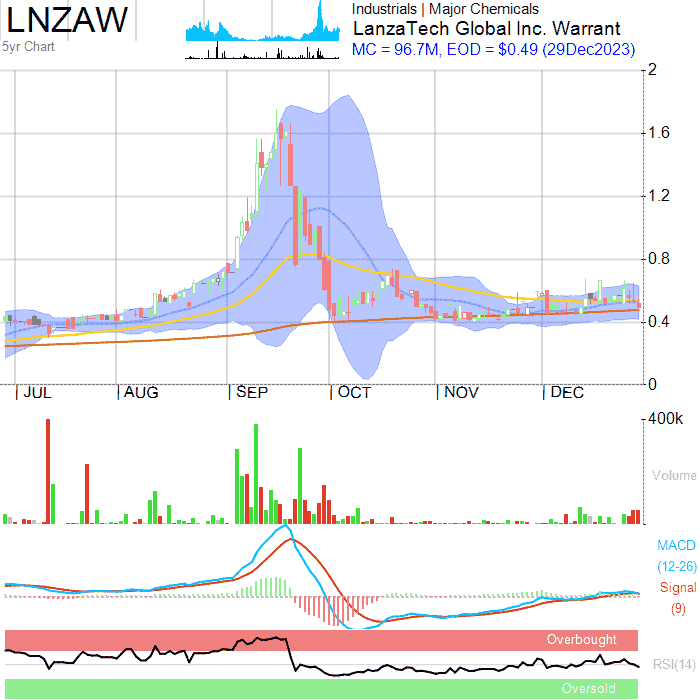 LNZAW
5yr Chart
Industrials | Major Chemicals
LanzaTech Global Inc. Warrant
MC = 96.7M, EOD = $0.49 (29Dec2023)
2
1.6
1.2
0.8
0.4
0
|JUL |AUG |SEP |OCT |NOV |DEC
400k
Volume
MACD
(12-26)
Signal
(9)
Overbought
RSI(14)
Oversold